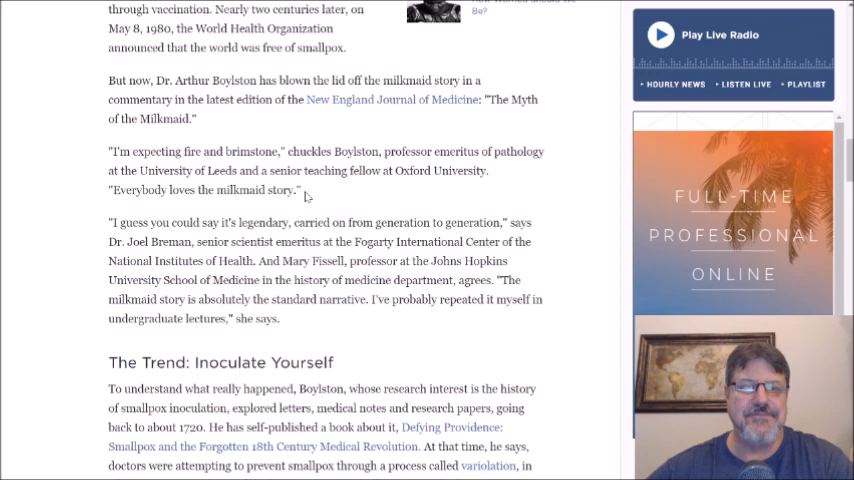 through vaccination. Nearly two centuries later, on
May 8, 1980, the World Health Organization
announced that the world was free of smallpox.
Be?
But now, Dr. Arthur Boylston has blown the lid off the milkmaid story in a
commentary in the latest edition of the New England Journal of Medicine: "The Myth
of the Milkmaid."
"I'm expecting fire and brimstone," chuckles Boylston, professor emeritus of pathology
at the University of Leeds and a senior teaching fellow at Oxford University.
"Everybody loves the milkmaid story."
"I guess you could say it's legendary, carried on from generation to generation," says
Dr. Joel Breman, senior scientist emeritus at the Fogarty International Center of the
National Institutes of Health. And Mary Fissell, professor at the Johns Hopkins
University School of Medicine in the history of medicine department, agrees. "The
milkmaid story is absolutely the standard narrative. I've probably repeated it myself in
undergraduate lectures," she says.
The Trend: Inoculate Yourself
To understand what really happened, Boylston, whose research interest is the history
of smallpox inoculation, explored letters, medical notes and research papers, going
back to about 1720. He has self-published a book about it, Defying Providence:
Smallpox and the Forgotten 18th Century Medical Revolution. At that time, he says,
doctors were attempting to prevent smallpox through a process called variolation, in
Play Live Radio
HOURLY NEWS
LISTEN LIVE
PLAYLIST
FULL-TIME
PROFESSIONAL
ONLINE